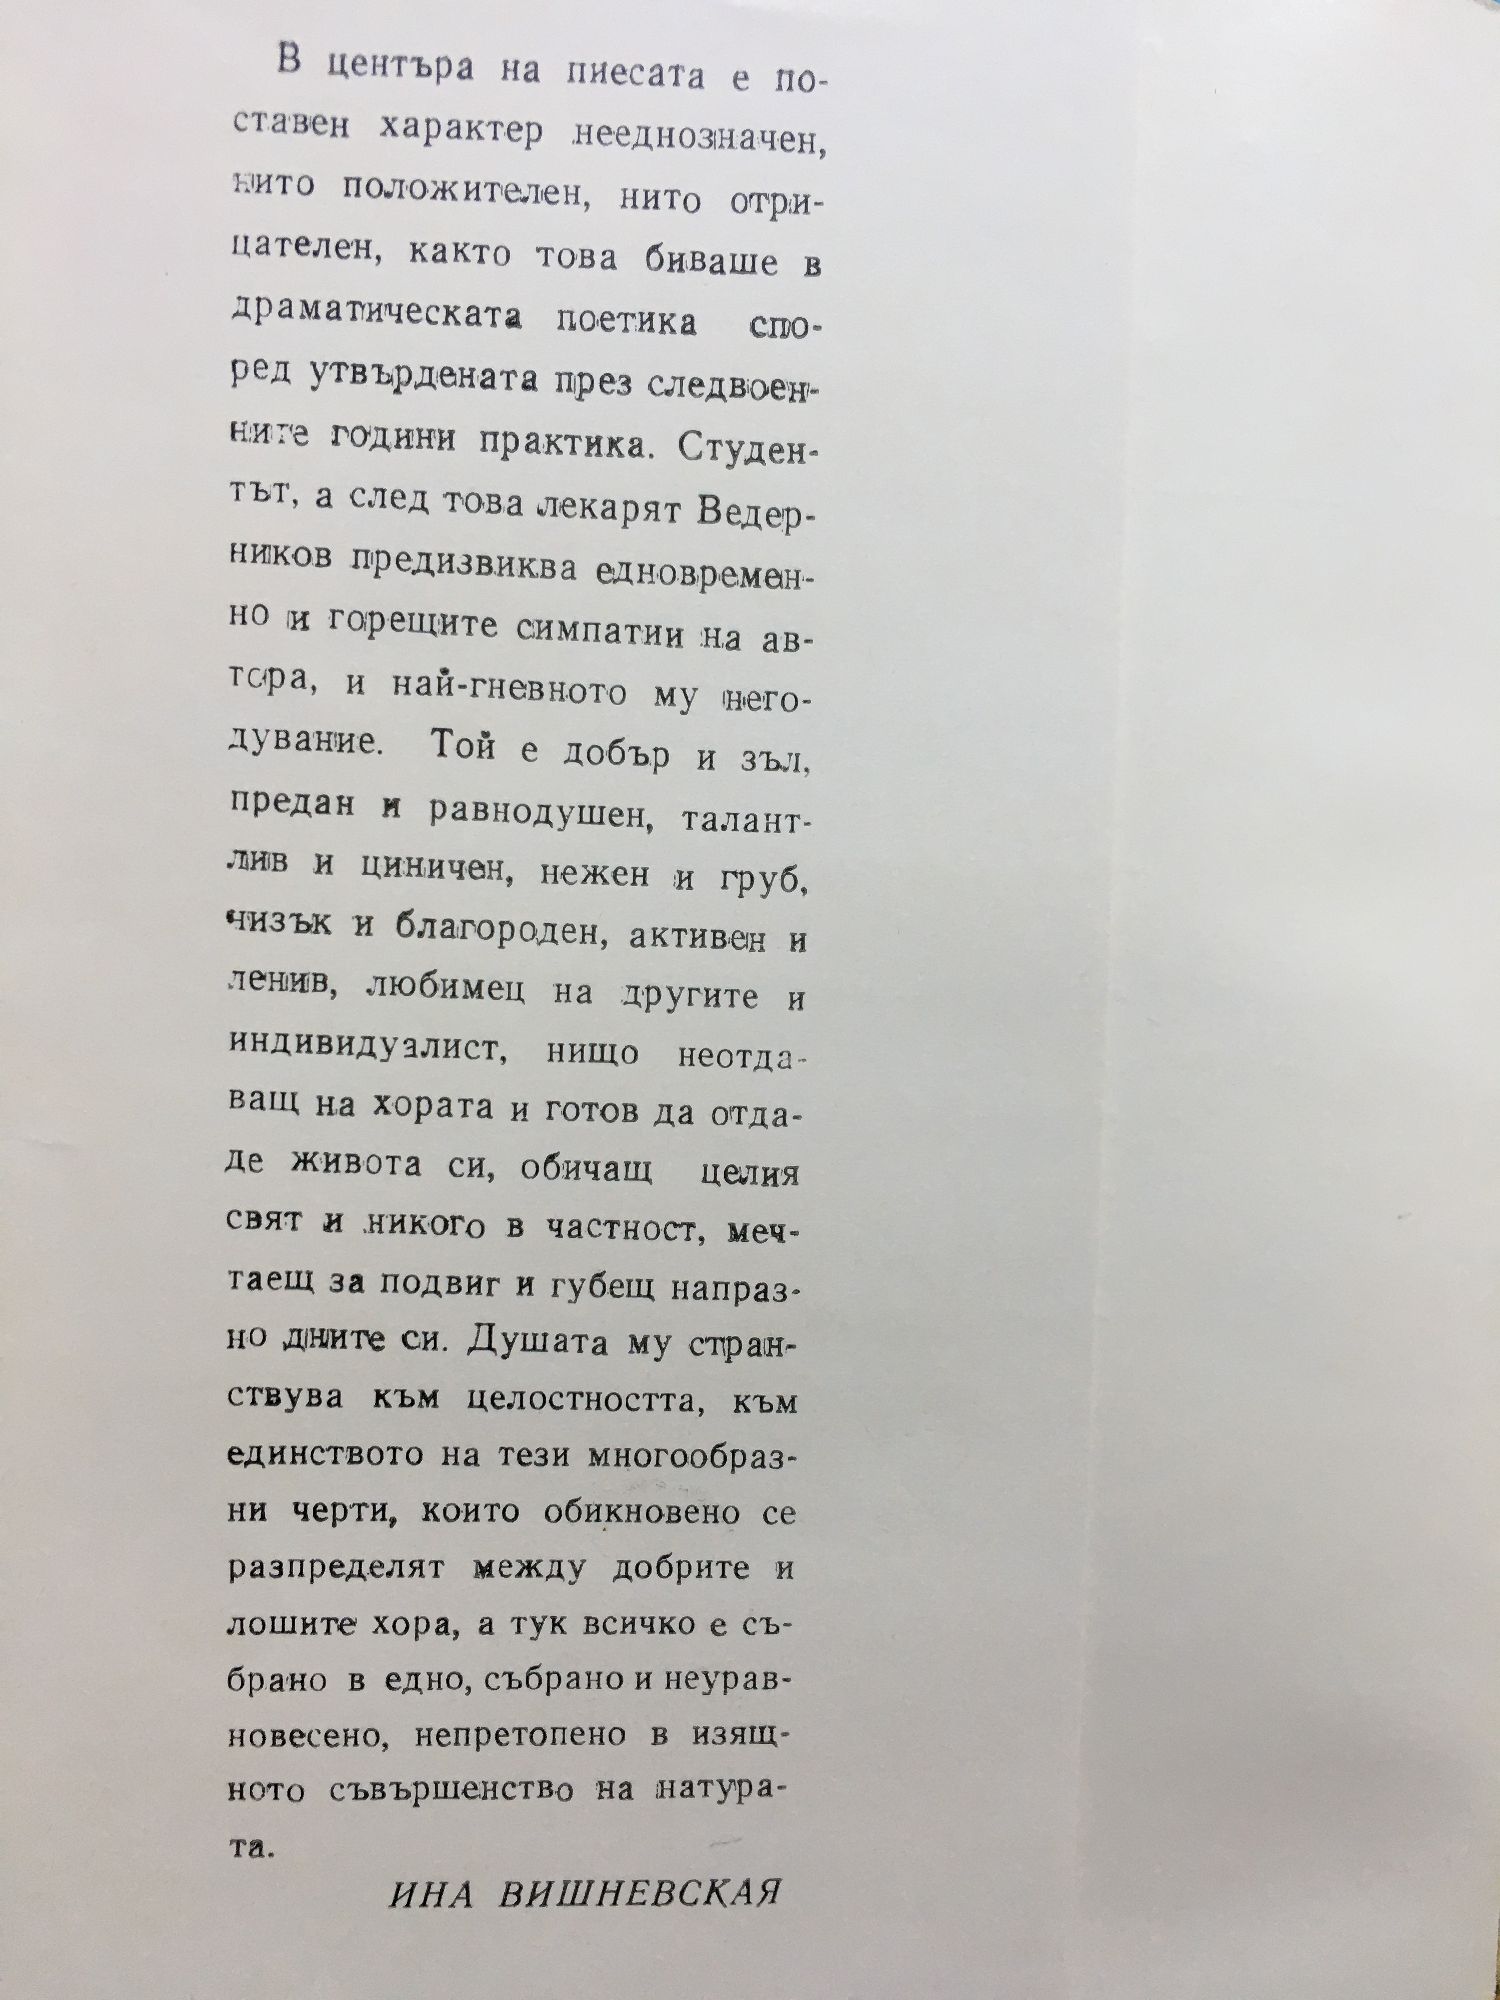 В центъра на пиесата е по-
ставен характер нееднозначен,
нито положителен, нито отри-
цателен, както това биваше в
драматическата поетика спо-
ред утвърдената през следвоен-
ните години практика. Студен-
тът, а след това лекарят Ведер-
ников предизвиква едновремен-
но и горещите симпатии на ав-
тора, и най-гневното му него-
дувание. Той е добър и зъл,
предан и равнодушен, талант-
лив и циничен, нежен и груб,
низък и благороден, активен и
ленив, любимец на другите и
индивидуалист, нищо неотда-
ващ на хората и готов да отда-
де живота си, обичащ целия
свят и никого в частност, меч-
таещ за подвиг и губещ напраз-
но дните си. Душата му стран-
ствува към целостността, към
единството на тези многообраз-
ни черти, които обикновено се
разпределят между добрите и
лошите хора, а тук всичко е съ-
брано в едно, събрано и неурав-
новесено, непретопено в изящ-
ното съвършенство на натура-
та.
ИНА ВИШНЕВСКАЯ